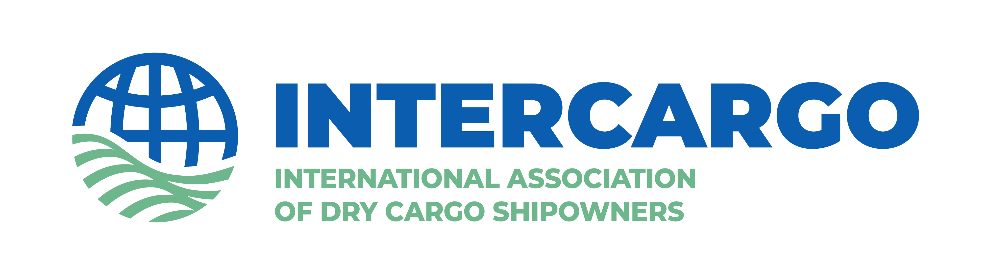 INTERCARGO
INTERNATIONAL ASSOCIATION
OF DRY CARGO SHIPOWNERS